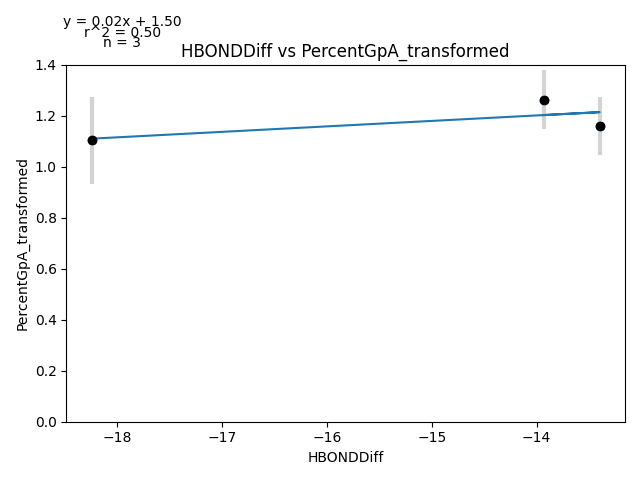 y = 0.02x + 1.50
r^2 = 0.50
n = 3
HBONDDiff vs PercentGpA_transformed
1.4
1.2
1.0
0.8
0.6
0.4
0.2
0.0
PercentGpA_transformed
−18
−17
−16
−15
−14
HBONDDiff